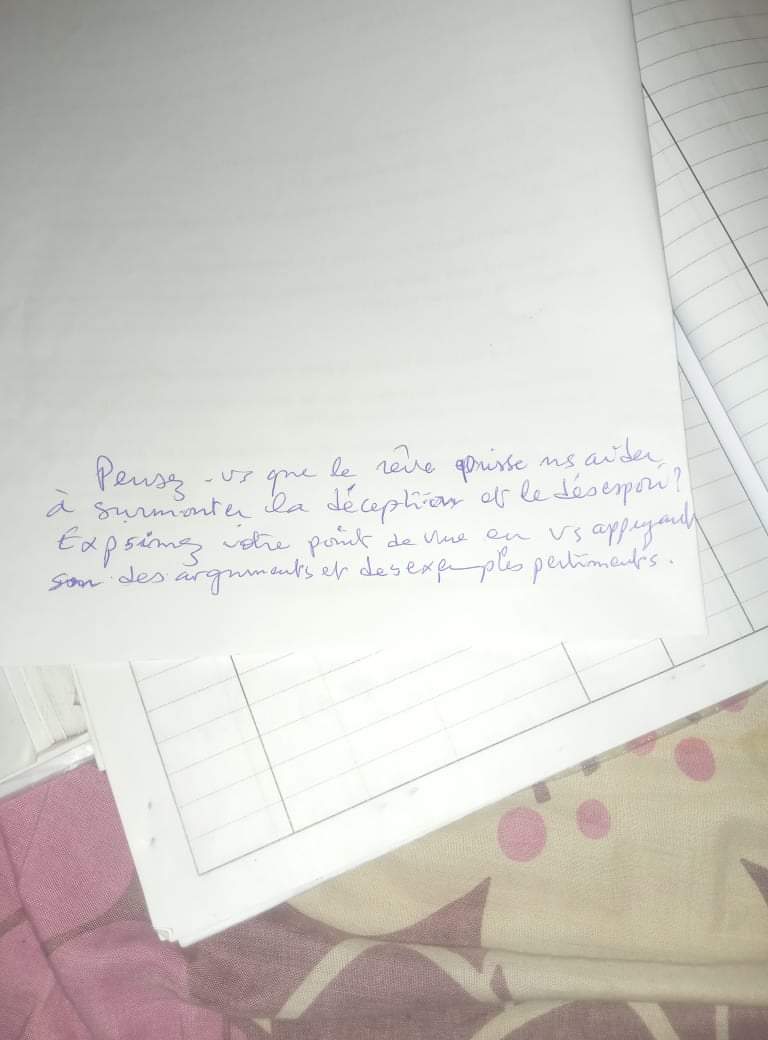 Pensez-vs que le rêve puisse ns aider
à surmonter la déception et le désespoir?
Exprimez votre point de vue en vs appuyant
sur des arguments et des exemples pertinents.